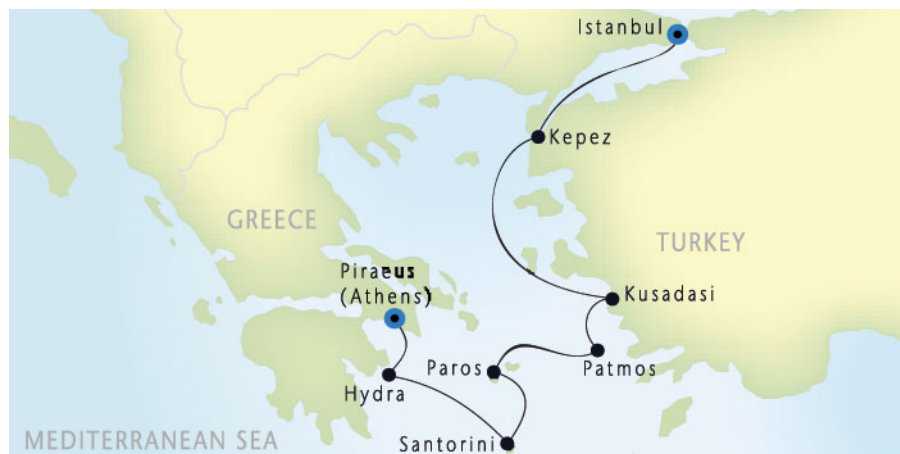 Istanbul
Kepez
GREECE
TURKEY
Piraeus
(Athens)
Kusadasi
Paros
Patmos
Hydra
Santorini
MEDITERRANEAN SEA